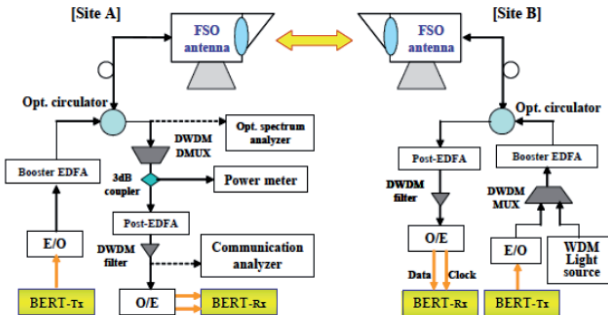 [Site A]
[Site B]
FSO
antenna
FSO
antenna
Opt. circulator
Opt. circulator
DWDM
DMUX
Opt. spectrum
analyzer
Booster EDFA
3dB
coupler
Power meter
Post-EDFA
DWDM
filter
Communication
analyzer
E/O
O/E
BERT-Tx
BERT-Rx
Post-EDFA
Booster EDFA
DWDM
filter
DWDM
MUX
O/E
E/O
WDM
Light
source
Data
Clock
BERT-Rx
BERT-Tx